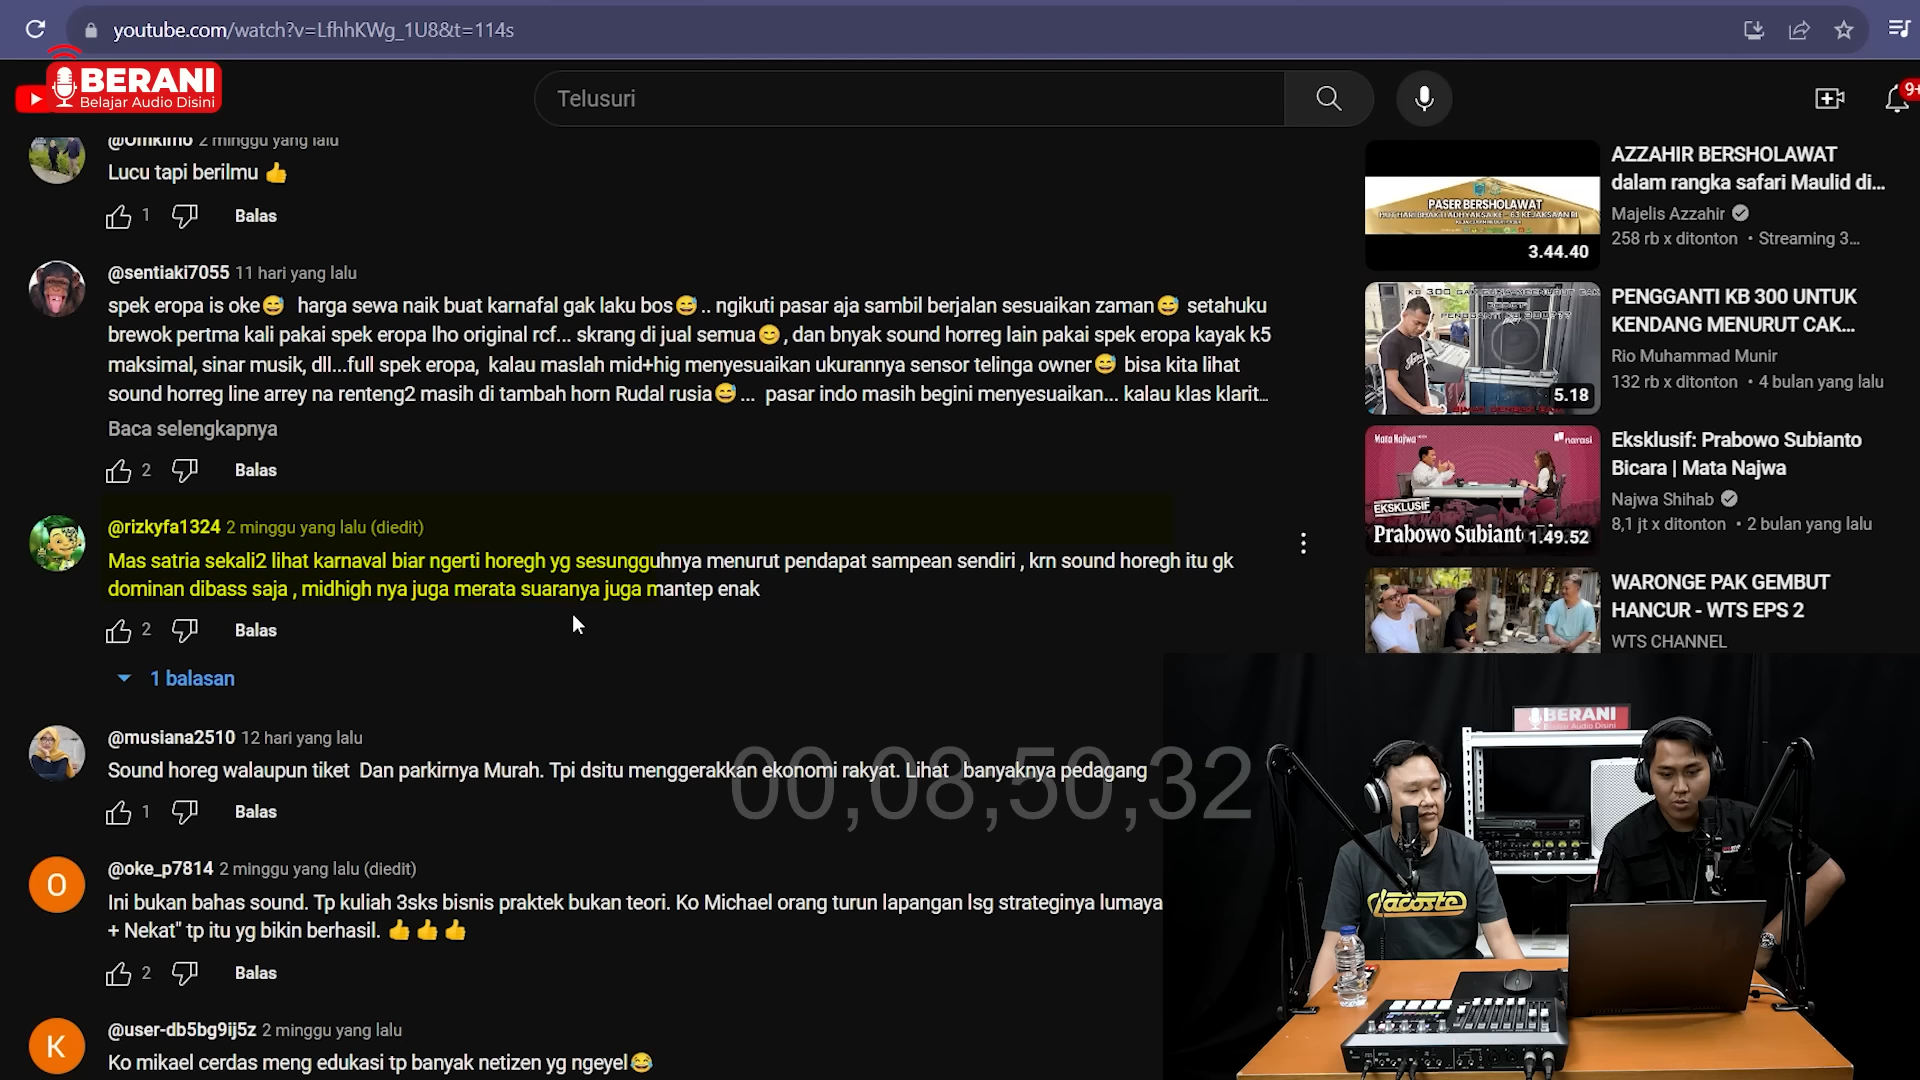 youtube.com/watch?v=LfhhKWg_1U8&t=114s
BERANI
Belajar Audio Disini
Telusuri
9+
@Omkimo 2 minggu yang lalu
Lucu tapi berilmu 👍
1
Balas
@sentiaki7055 11 hari yang lalu
spek eropa is oke😅 harga sewa naik buat karnafal gak laku bos😅.. ngikuti pasar aja sambil berjalan sesuaikan zaman😅 setahuku
brewok pertma kali pakai spek eropa lho original rcf... skrang di jual semua😊, dan bnyak sound horreg lain pakai spek eropa kayak k5
maksimal, sinar musik, dll...full spek eropa, kalau maslah mid+hig menyesuaikan ukurannya sensor telinga owner😅 bisa kita lihat
sound horreg line arrey na renteng2 masih di tambah horn Rudal rusia😅... pasar indo masih begini menyesuaikan... kalau klas klarit...
Baca selengkapnya
2
Balas
@rizkyfa1324 2 minggu yang lalu (diedit)
Mas satria sekali2 lihat karnaval biar ngerti horegh yg sesungguhnya menurut pendapat sampean sendiri , krn sound horegh itu gk
dominan dibass saja , midhigh nya juga merata suaranya juga mantep enak
2
Balas
1 balasan
@musiana2510 12 hari yang lalu
Sound horeg walaupun tiket Dan parkirnya Murah. Tpi dsitu menggerakkan ekonomi rakyat. Lihat banyaknya pedagang
1
Balas
00,08,50,32
@oke_p7814 2 minggu yang lalu (diedit)
Ini bukan bahas sound. Tp kuliah 3sks bisnis praktek bukan teori. Ko Michael orang turun lapangan lsg strateginya lumaya
+ Nekat" tp itu yg bikin berhasil. 👍👍👍
2
Balas
O
@user-db5bg9ij5z 2 minggu yang lalu
Ko mikael cerdas meng edukasi tp banyak netizen yg ngeyel😂
K
PASER BERSHOLAWAT
3.44.40
AZZAHIR BERSHOLAWAT
dalam rangka safari Maulid di...
Majelis Azzahir
258 rb x ditonton • Streaming 3...
5.18
PENGGANTI KB 300 UNTUK
KENDANG MENURUT CAK...
Rio Muhammad Munir
132 rb x ditonton • 4 bulan yang lalu
Mata Najwa
narasi
EKSKLUSIF
Prabowo Subianto
1.49.52
Eksklusif: Prabowo Subianto
Bicara | Mata Najwa
Najwa Shihab
8,1 jt x ditonton • 2 bulan yang lalu
WARONGE PAK GEMBUT
HANCUR - WTS EPS 2
WTS CHANNEL
BERANI
Belajar Audio Disini
Lacoste